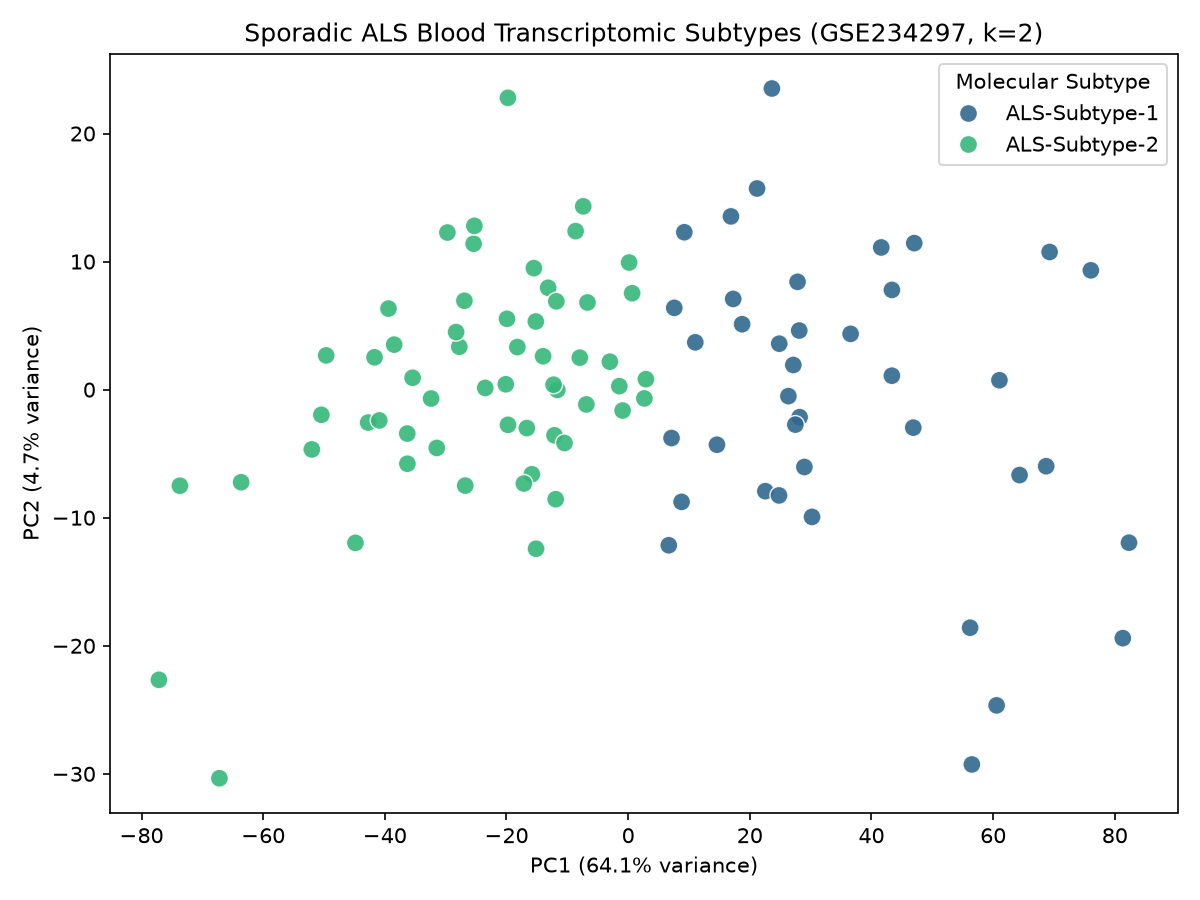 Sporadic ALS Blood Transcriptomic Subtypes (GSE234297, k=2)
Molecular Subtype
ALS-Subtype-1
ALS-Subtype-2
PC2 (4.7% variance)
20
10
0
−10
−20
−30
−80 −60 −40 −20 0 20 40 60 80
PC1 (64.1% variance)